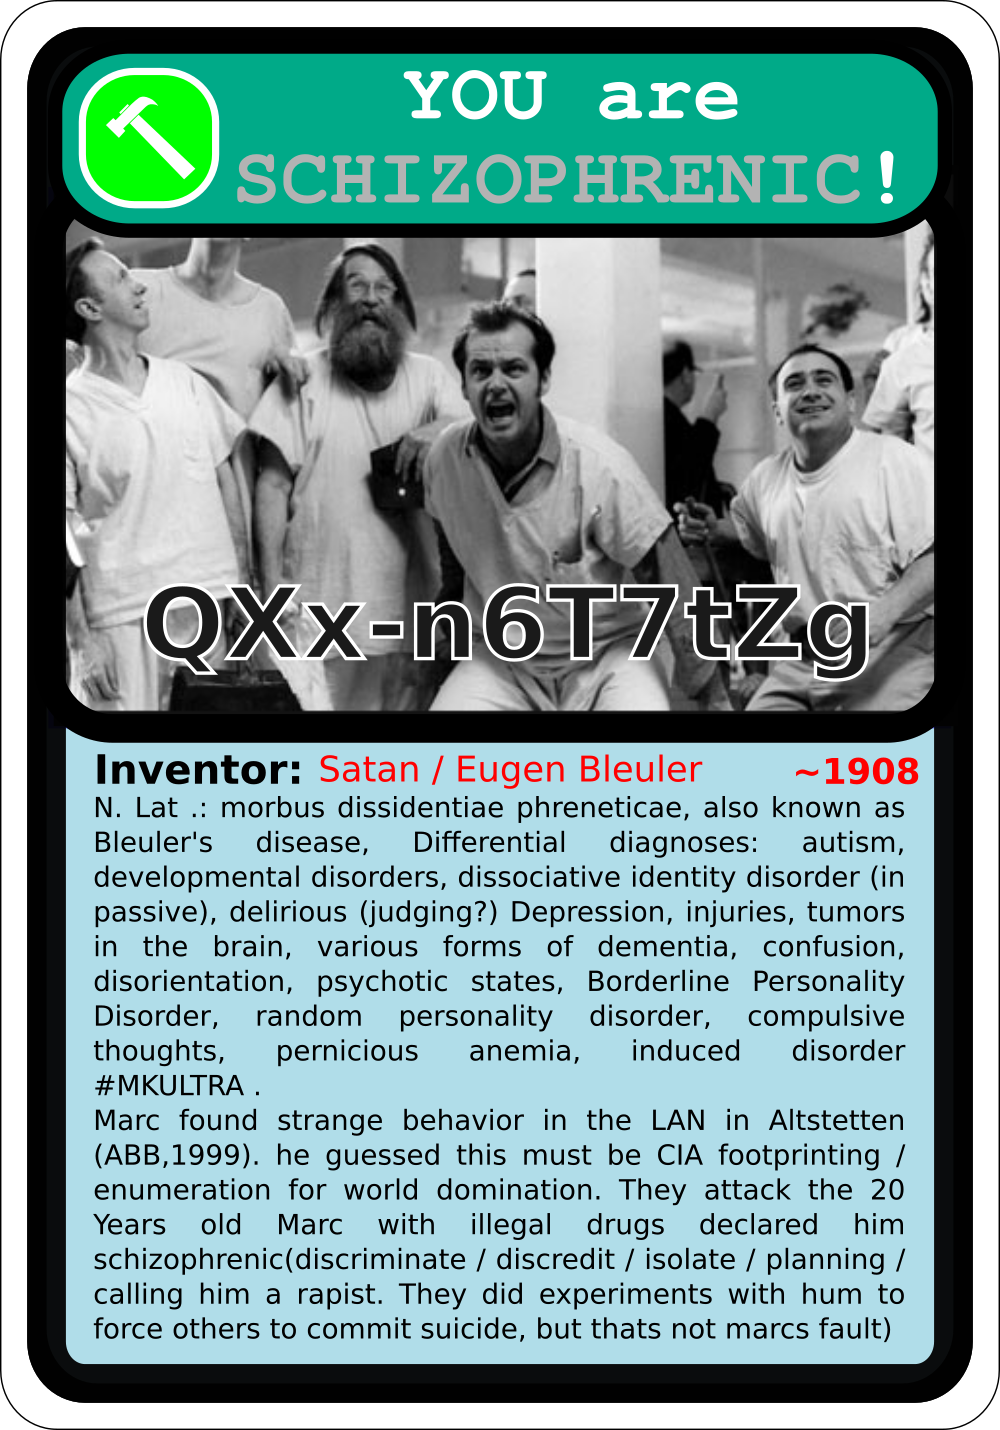 YOU are
SCHIZOPHRENIC!
QXx-n6T7tZg
Inventor: Satan / Eugen Bleuler ~1908
N. Lat .: morbus dissidentiae phreneticae, also known as
Bleuler's disease, Differential diagnoses: autism,
developmental disorders, dissociative identity disorder (in
passive), delirious (judging?) Depression, injuries, tumors
in the brain, various forms of dementia, confusion,
disorientation, psychotic states, Borderline Personality
Disorder, random personality disorder, compulsive
thoughts, pernicious anemia, induced disorder
#MKULTRA .
Marc found strange behavior in the LAN in Altstetten
(ABB,1999). he guessed this must be CIA footprinting /
enumeration for world domination. They attack the 20
Years old Marc with illegal drugs declared him
schizophrenic(discriminate / discredit / isolate / planning /
calling him a rapist. They did experiments with hum to
force others to commit suicide, but thats not marcs fault)